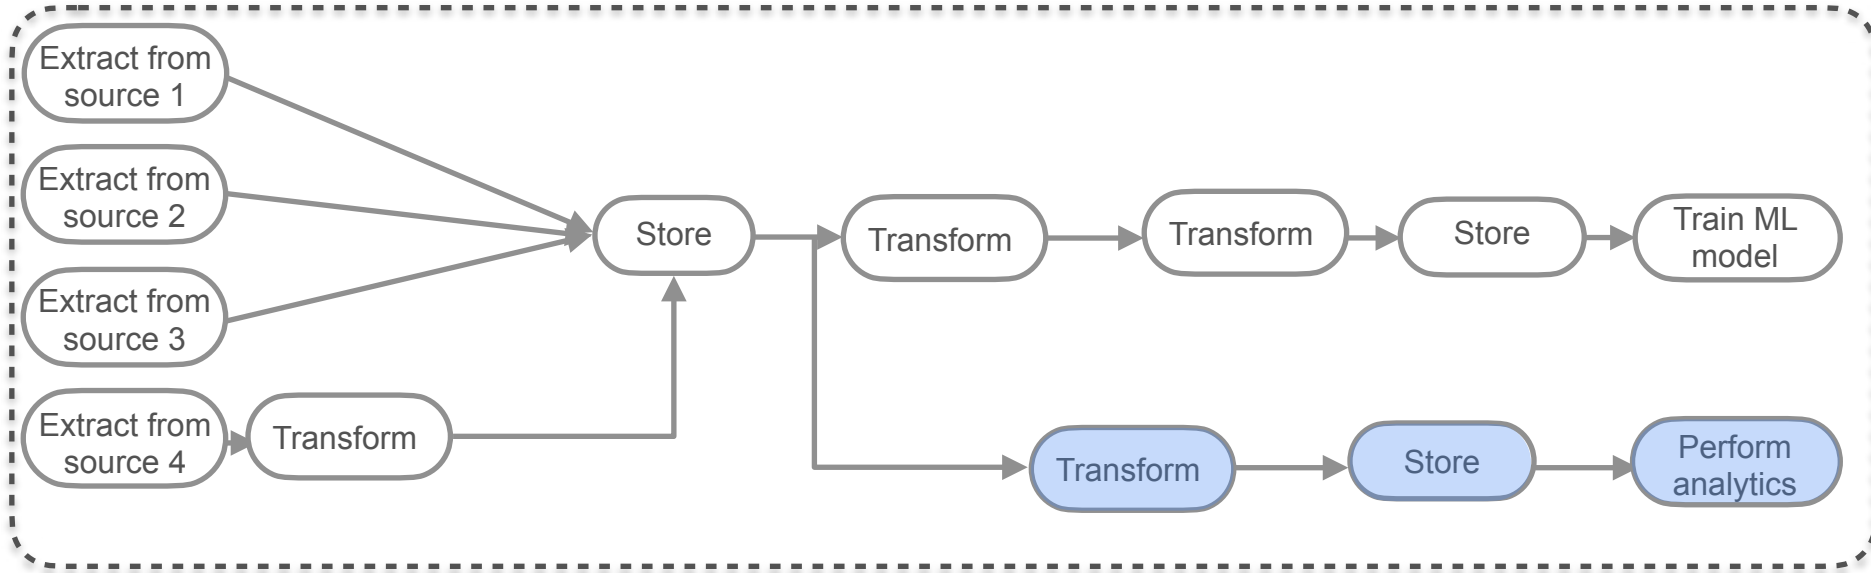 Extract from
source 1
Extract from
source 2
Extract from
source 3
Extract from
source 4
Transform
Store
Transform
Transform
Store
Train ML
model
Transform
Store
Perform
analytics